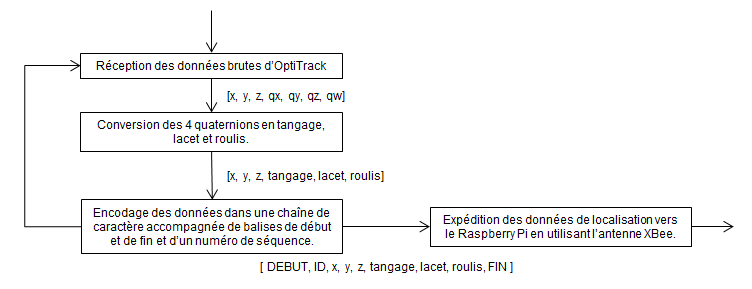 Réception des données brutes d'OptiTrack
[x, y, z, qx, qy, qz, qw]
Conversion des 4 quaternions en tangage,
lacet et roulis.
[x, y, z, tangage, lacet, roulis]
Encodage des données dans une chaîne de
caractère accompagnée de balises de début
et de fin et d'un numéro de séquence.
Expédition des données de localisation vers
le Raspberry Pi en utilisant l'antenne XBee.
[ DEBUT, ID, x, y, z, tangage, lacet, roulis, FIN ]